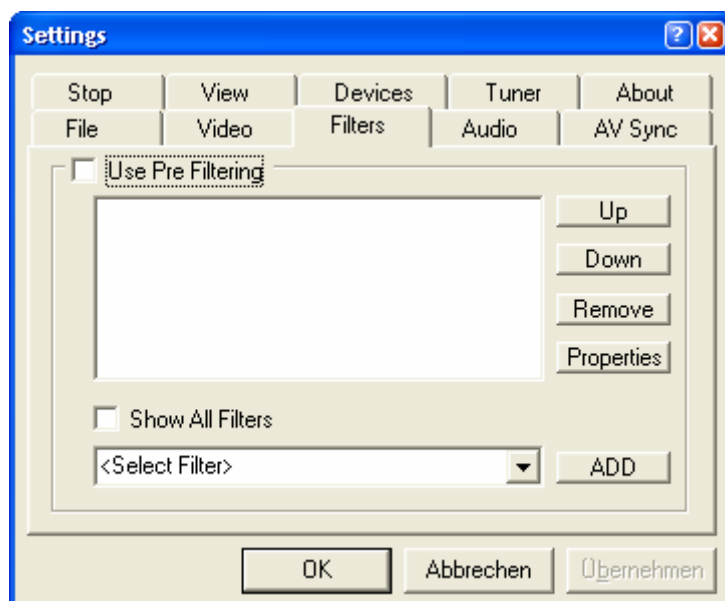 Settings
Stop View Devices Tuner About
File Video Filters Audio AV Sync
Use Pre Filtering
Up
Down
Remove
Properties
Show All Filters
<Select Filter> ADD
OK Abbrechen Übernehmen